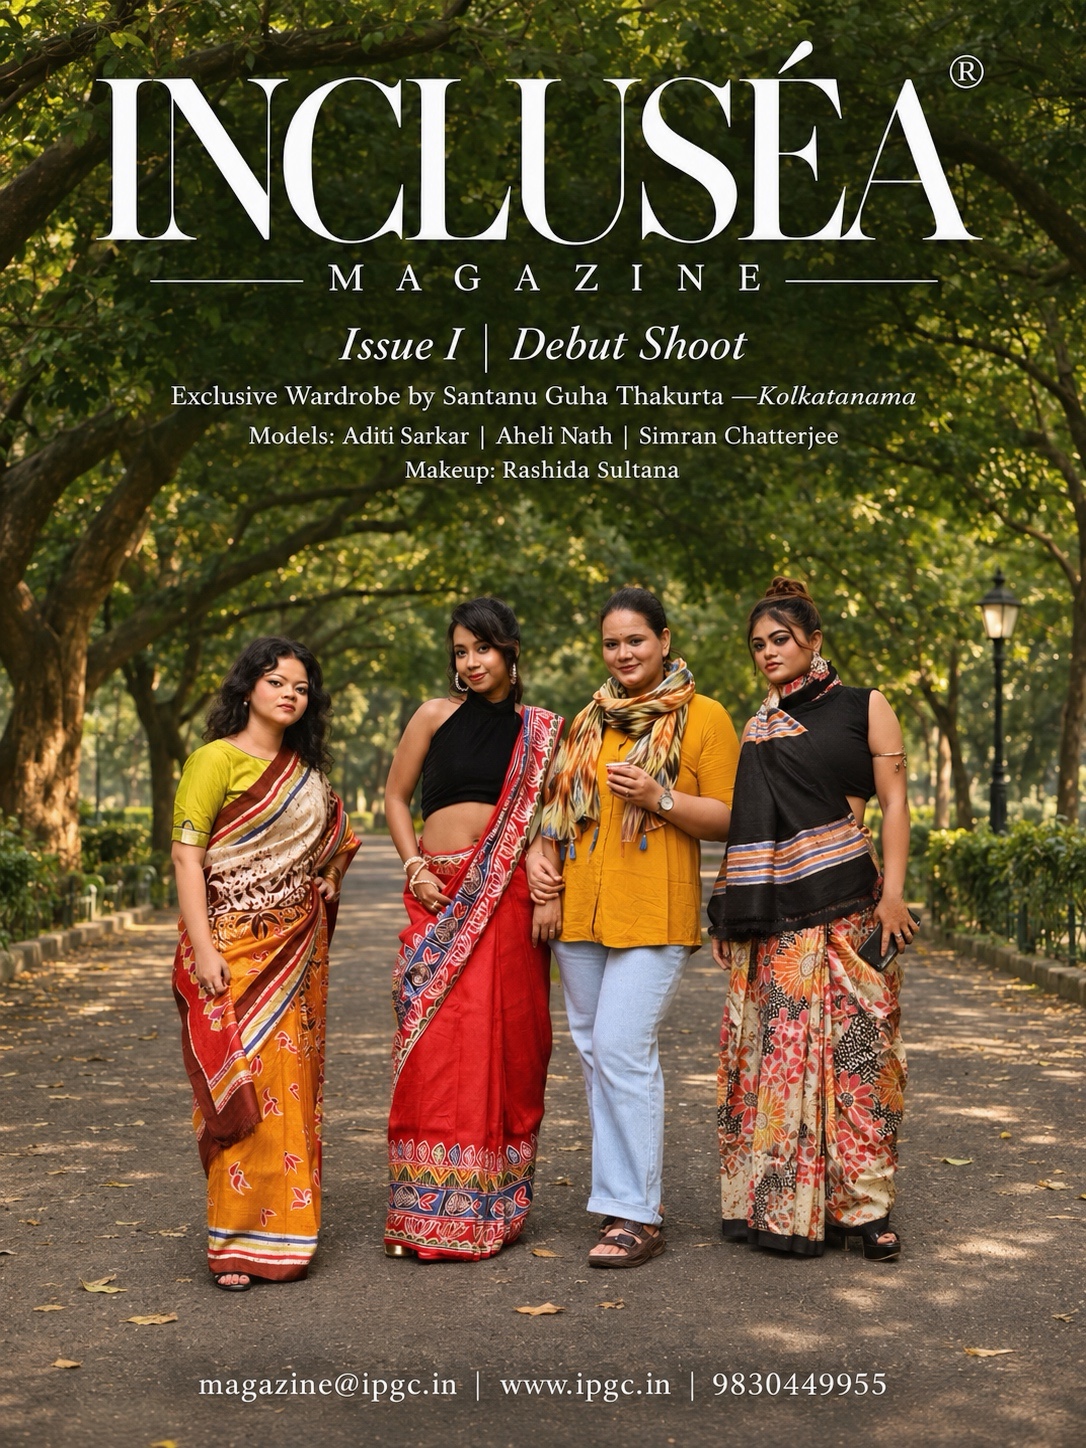 INCLUSÉA®
MAGAZINE
Issue I | Debut Shoot
Exclusive Wardrobe by Santanu Guha Thakurta —Kolkatanama
Models: Aditi Sarkar | Aheli Nath | Simran Chatterjee
Makeup: Rashida Sultana
magazine@ipgc.in | www.ipgc.in | 9830449955